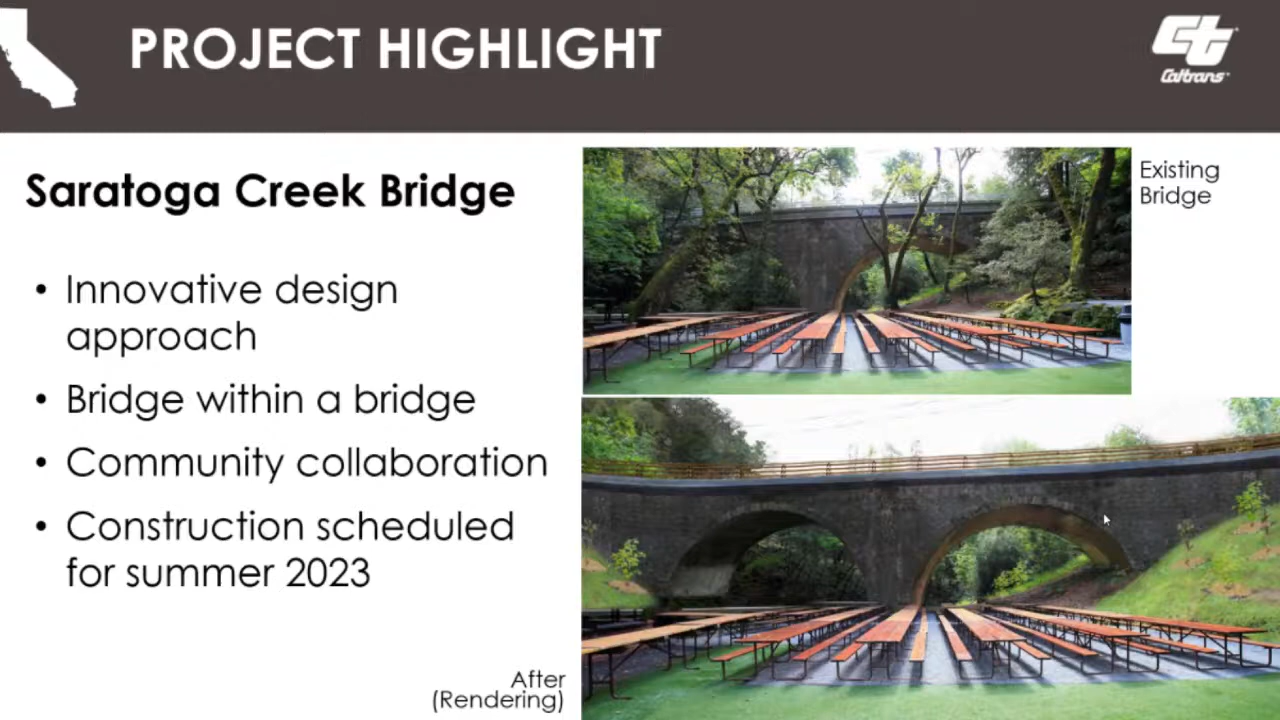 PROJECT HIGHLIGHT
Caltrans
Saratoga Creek Bridge
• Innovative design
approach
• Bridge within a bridge
• Community collaboration
• Construction scheduled
for summer 2023
Existing
Bridge
After
(Rendering)